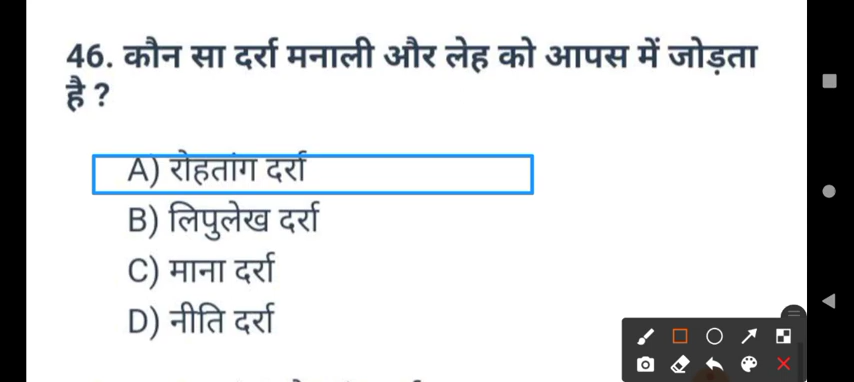 46. कौन सा दर्रा मनाली और लेह को आपस में जोड़ता
है ?
A) रोहतांग दर्रा
B) लिपुलेख दर्रा
C) माना दर्रा
D) नीति दर्रा